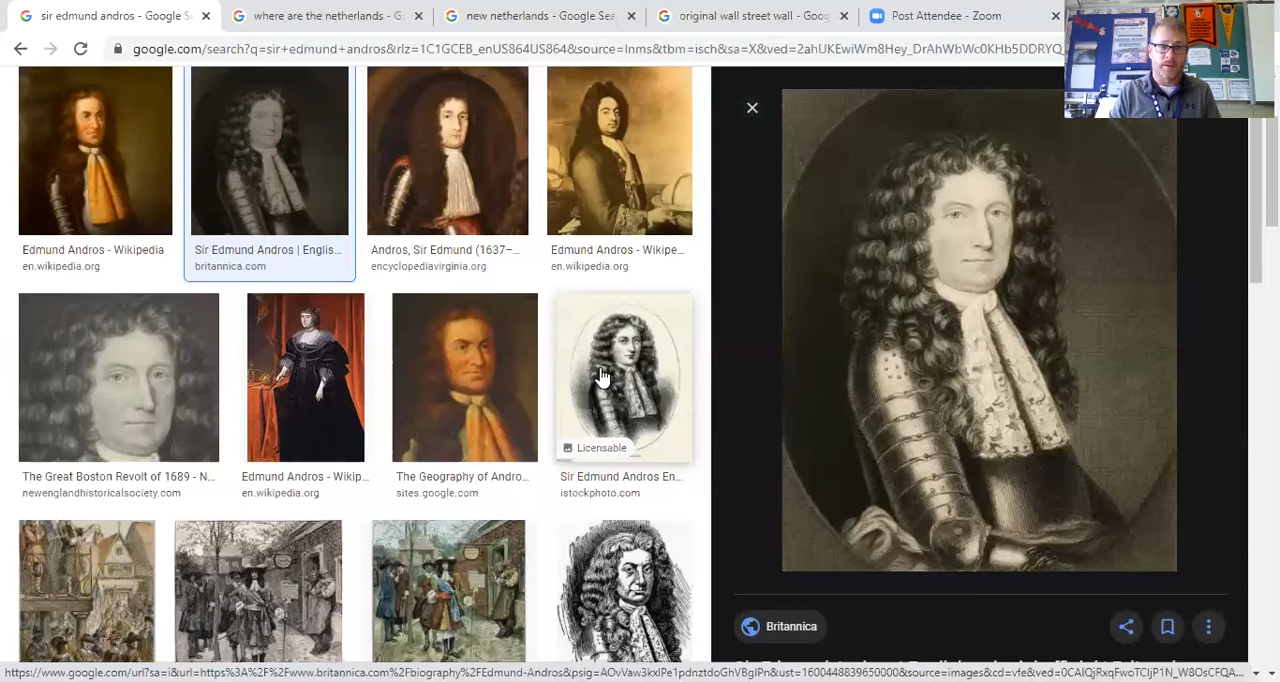 sir edmund andros - Google S
where are the netherlands - G
new netherlands - Google Sea
original wall street wall - Goog
Post Attendee - Zoom
google.com/search?q=sir+edmund+andros&rlz=1C1GCEB_enUS864US864&source=lnms&tbm=isch&sa=X&ved=2ahUKEwiWm8Hey_DrAhWbWc0KHb5DDRYQ_
Edmund Andros - Wikipedia
en.wikipedia.org
Sir Edmund Andros | Englis...
britannica.com
Andros, Sir Edmund (1637–...
encyclopediavirginia.org
Edmund Andros - Wikipe...
en.wikipedia.org
Licensable
The Great Boston Revolt of 1689 - N...
newenglandhistoricalsociety.com
Edmund Andros - Wikip...
en.wikipedia.org
The Geography of Andro...
sites.google.com
Sir Edmund Andros En...
istockphoto.com
Britannica